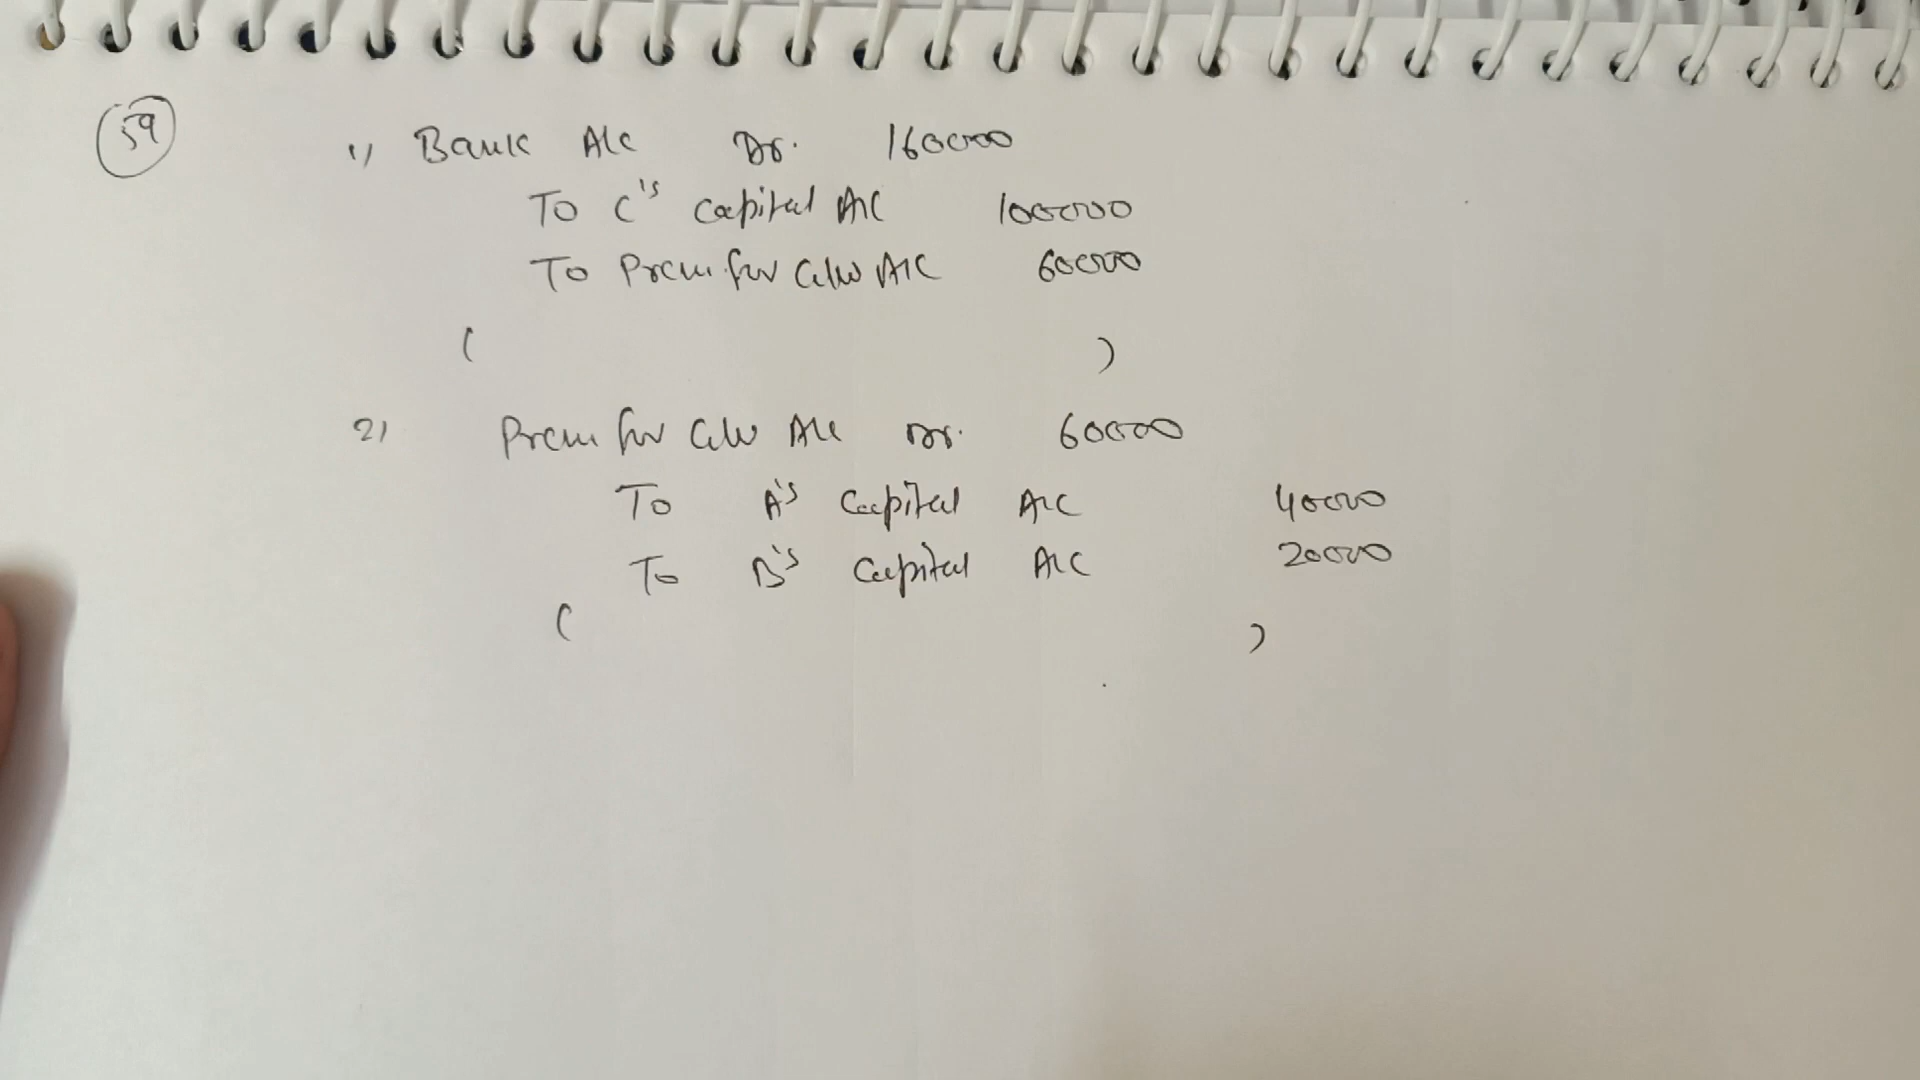 59
1) Bank A/c Dr. 160000
To C's Capital A/c 100000
To Prem. for G/w A/c 60000
( )
2) Prem for G/w A/c Dr. 60000
To A's Capital A/c 40000
To B's Capital A/c 20000
( )